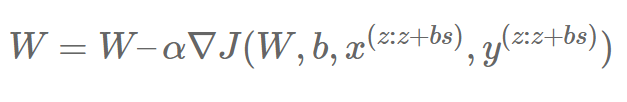 W = W–α∇J(W, b, x^{(z:z+bs)}, y^{(z:z+bs)})